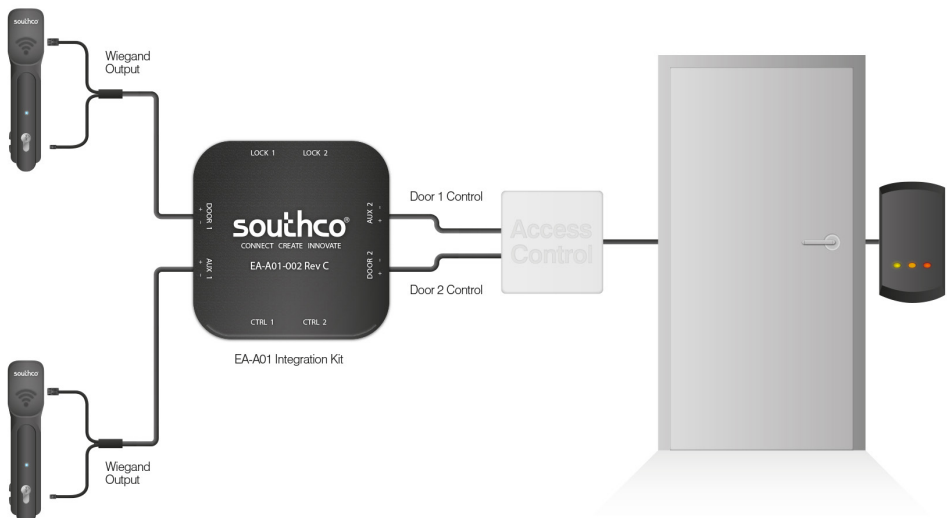 southco
Wiegand
Output
LOCK 1 LOCK 2
+ - DOOR 1
AUX 2 - +
southco®
CONNECT CREATE INNOVATE
EA-A01-002 Rev C
+ - AUX 1
DOOR 2 - +
CTRL 1 CTRL 2
EA-A01 Integration Kit
Door 1 Control
Access
Control
Door 2 Control
southco
Wiegand
Output